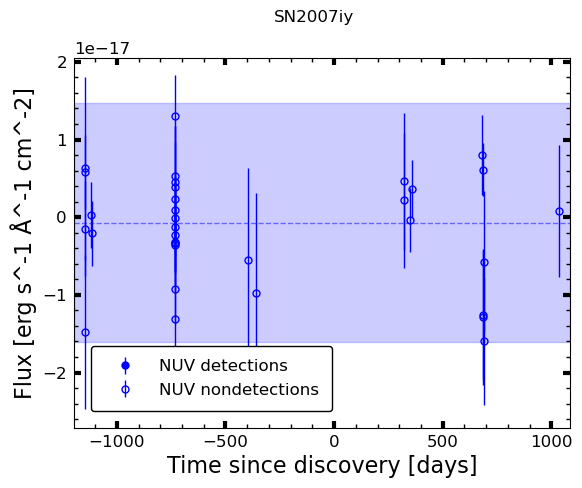 SN2007iy
1e−17
Flux [erg s^-1 Å^-1 cm^-2]
2
1
0
−1
−2
NUV detections
NUV nondetections
−1000 −500 0 500 1000
Time since discovery [days]